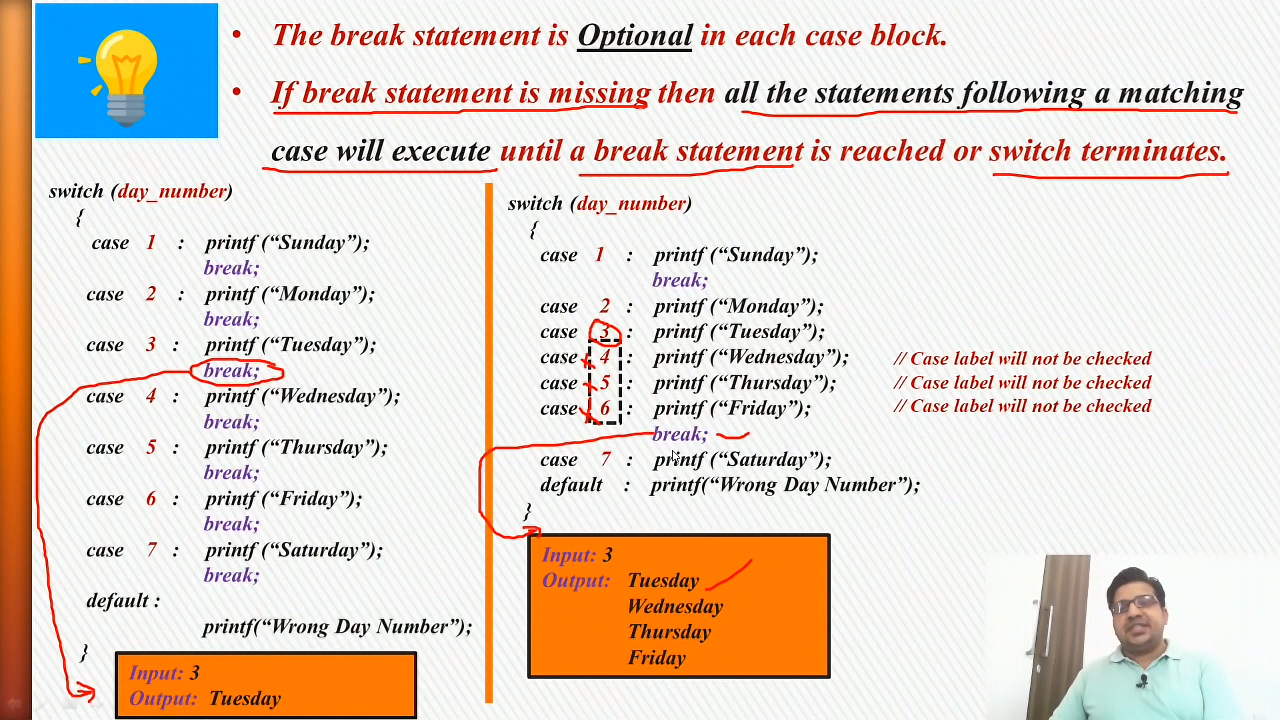 • The break statement is Optional in each case block.
• If break statement is missing then all the statements following a matching
case will execute until a break statement is reached or switch terminates.
switch (day_number)
{
case 1 : printf (“Sunday”);
break;
case 2 : printf (“Monday”);
break;
case 3 : printf (“Tuesday”);
break;
case 4 : printf (“Wednesday”);
break;
case 5 : printf (“Thursday”);
break;
case 6 : printf (“Friday”);
break;
case 7 : printf (“Saturday”);
break;
default :
printf(“Wrong Day Number”);
}
Input: 3
Output: Tuesday
switch (day_number)
{
case 1 : printf (“Sunday”);
break;
case 2 : printf (“Monday”);
case 3 : printf (“Tuesday”);
case 4 : printf (“Wednesday”); // Case label will not be checked
case 5 : printf (“Thursday”); // Case label will not be checked
case 6 : printf (“Friday”); // Case label will not be checked
break;
case 7 : printf (“Saturday”);
default : printf(“Wrong Day Number”);
}
Input: 3
Output: Tuesday
Wednesday
Thursday
Friday